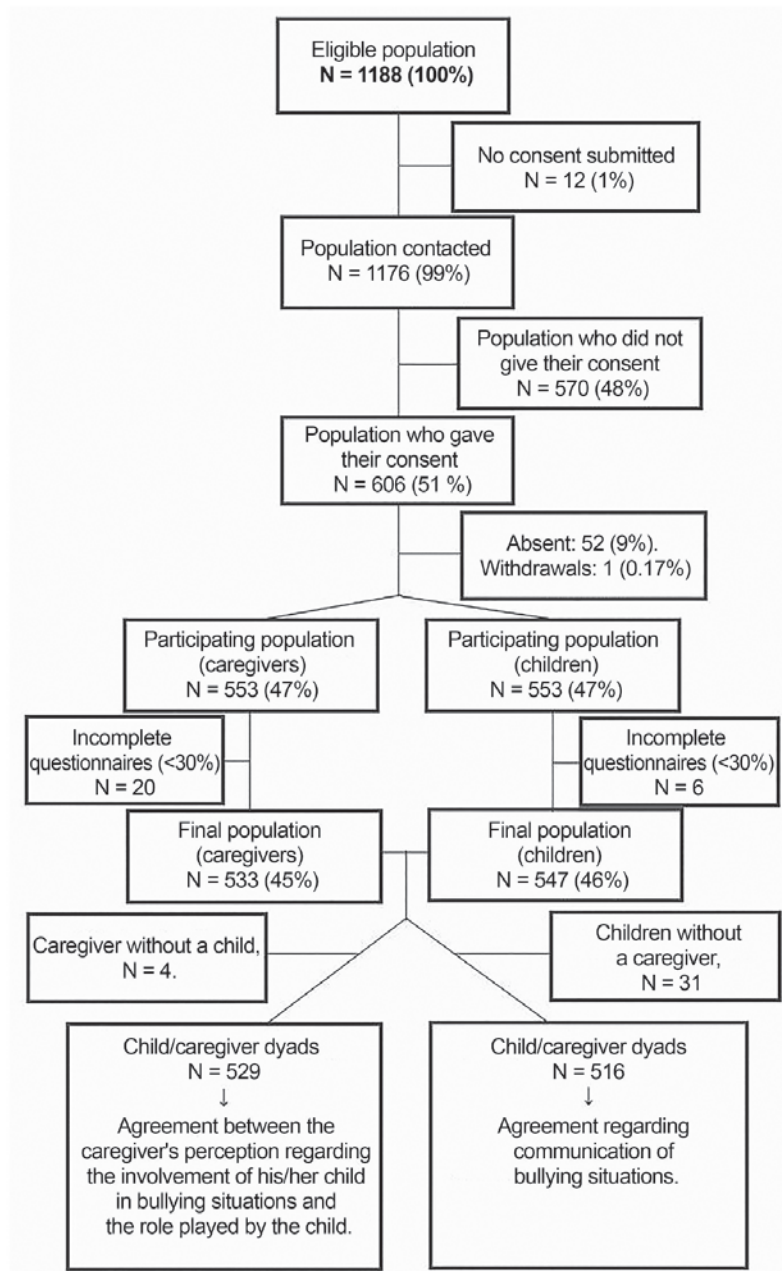 Eligible population
N = 1188 (100%)
No consent submitted
N = 12 (1%)
Population contacted
N = 1176 (99%)
Population who did not
give their consent
N = 570 (48%)
Population who gave
their consent
N = 606 (51 %)
Absent: 52 (9%).
Withdrawals: 1 (0.17%)
Participating population
(caregivers)
N = 553 (47%)
Participating population
(children)
N = 553 (47%)
Incomplete
questionnaires (<30%)
N = 20
Incomplete
questionnaires (<30%)
N = 6
Final population
(caregivers)
N = 533 (45%)
Final population
(children)
N = 547 (46%)
Caregiver without a child,
N = 4.
Children without
a caregiver,
N = 31
Child/caregiver dyads
N = 529
↓
Agreement between the
caregiver's perception regarding
the involvement of his/her child
in bullying situations and
the role played by the child.
Child/caregiver dyads
N = 516
↓
Agreement regarding
communication of
bullying situations.